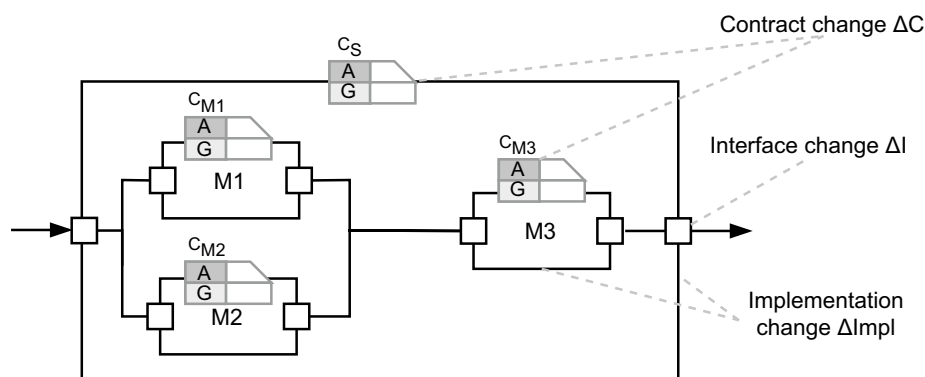 Contract change ΔC
C_S
A
G
C_M1
A
G
M1
C_M3
A
G
M3
Interface change ΔI
C_M2
A
G
M2
Implementation
change ΔImpl